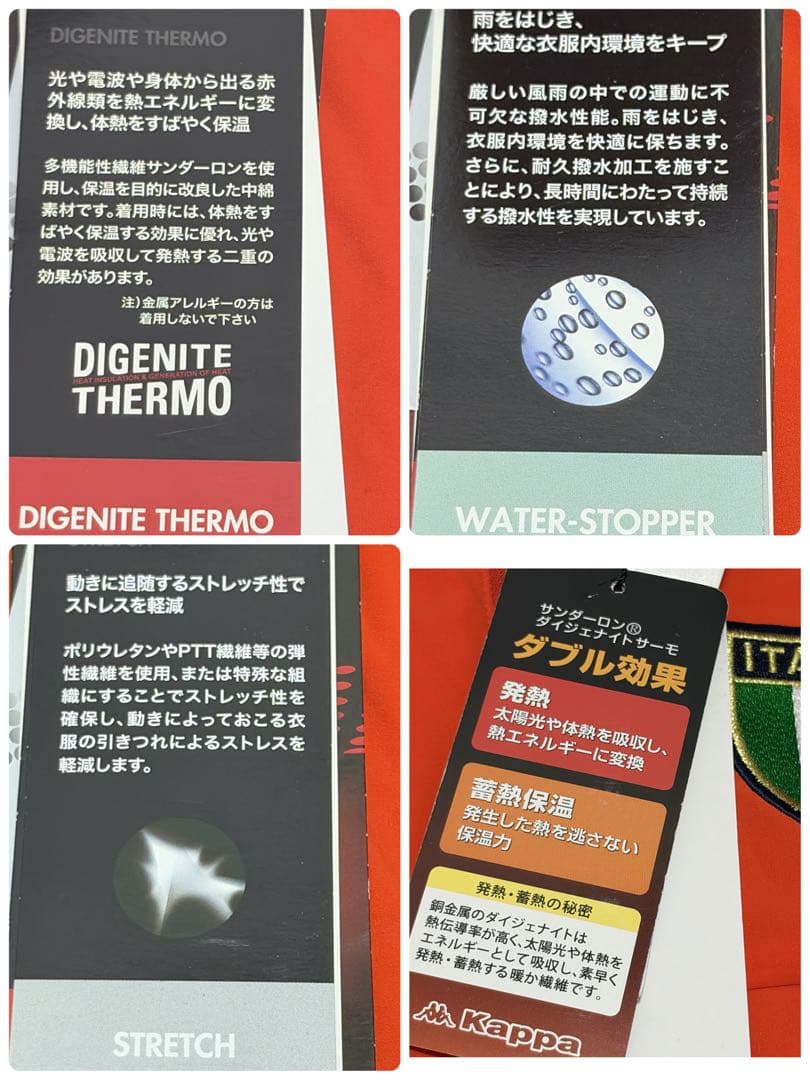 DIGENITE THERMO
光や電波や身体から出る赤
外線類を熱エネルギーに変
換し、体熱をすばやく保温
多機能性繊維サンダーロンを使
用し、保温を目的に改良した中綿
素材です。着用時には、体熱をす
ばやく保温する効果に優れ、光や
電波を吸収して発熱する二重の
効果があります。
注)金属アレルギーの方は
着用しないで下さい
DIGENITE
HEAT INSULATION & GENERATION OF HEAT
THERMO
DIGENITE THERMO
雨をはじき、
快適な衣服内環境をキープ
厳しい風雨の中での運動に不
可欠な撥水性能。雨をはじき、
衣服内環境を快適に保ちます。
さらに、耐久撥水加工を施すこ
とにより、長時間にわたって持続
する撥水性を実現しています。
WATER-STOPPER
STRETCH
動きに追随するストレッチ性で
ストレスを軽減
ポリウレタンやPTT繊維等の弾
性繊維を使用、または特殊な組
織にすることでストレッチ性を
確保し、動きによっておこる衣
服の引きつれによるストレスを
軽減します。
STRETCH
サンダーロン®
ダイジェナイトサーモ
ダブル効果
発熱
太陽光や体熱を吸収し、
熱エネルギーに変換
蓄熱保温
発生した熱を逃さない
保温力
発熱・蓄熱の秘密
銅金属のダイジェナイトは
熱伝導率が高く、太陽光や体熱を
エネルギーとして吸収し、素早く
発熱・蓄熱する暖か繊維です。
Kappa
ITA